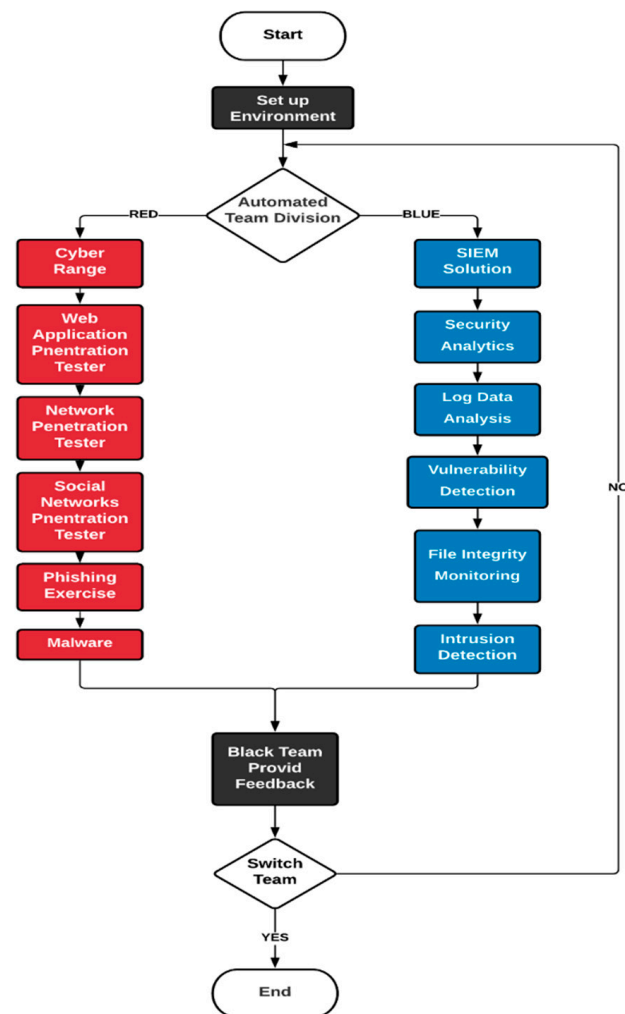 Start
Set up
Environment
Automated
Team Division
RED
BLUE
Cyber
Range
Web
Application
Pnentration
Tester
Network
Penetration
Tester
Social
Networks
Pnentration
Tester
Phishing
Exercise
Malware
SIEM
Solution
Security
Analytics
Log Data
Analysis
Vulnerability
Detection
File Integrity
Monitoring
Intrusion
Detection
NO
Black Team
Provid
Feedback
Switch
Team
YES
End